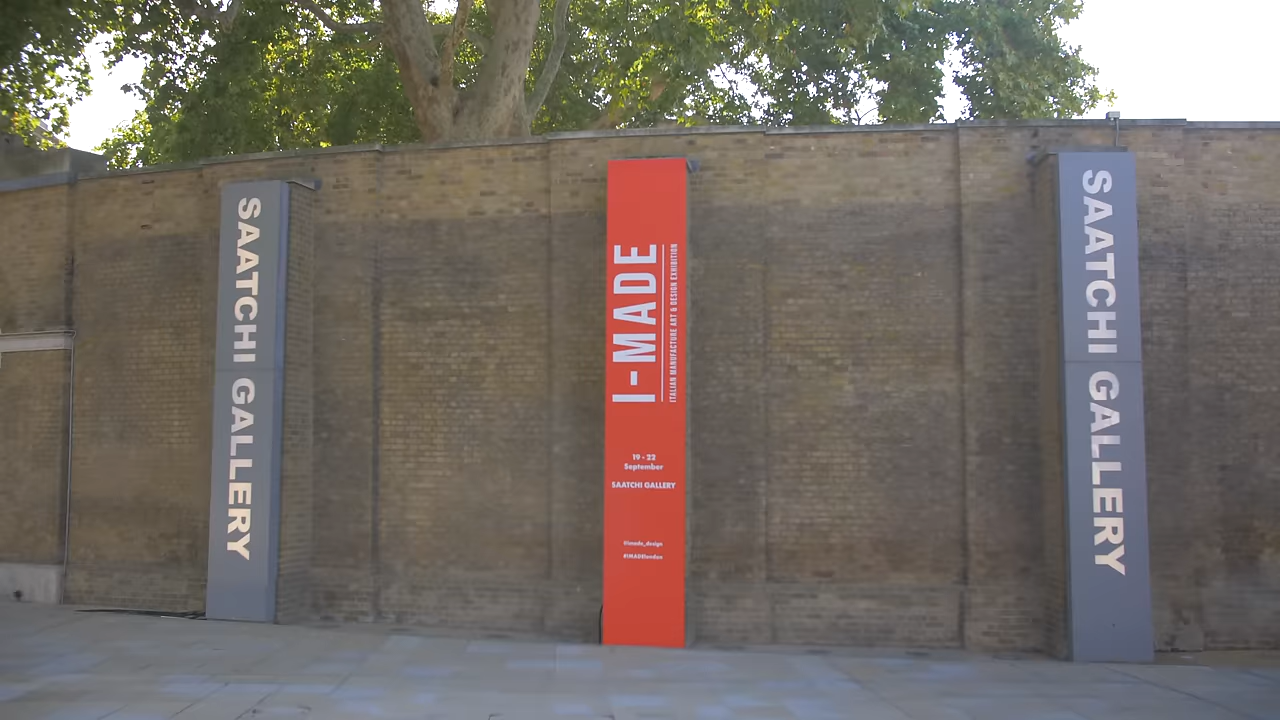 SAATCHI GALLERY
I-MADE
ITALIAN MANUFACTURE ART & DESIGN EXHIBITION
19 - 22
September
SAATCHI GALLERY
@imade_design
#IMADElondon
SAATCHI GALLERY